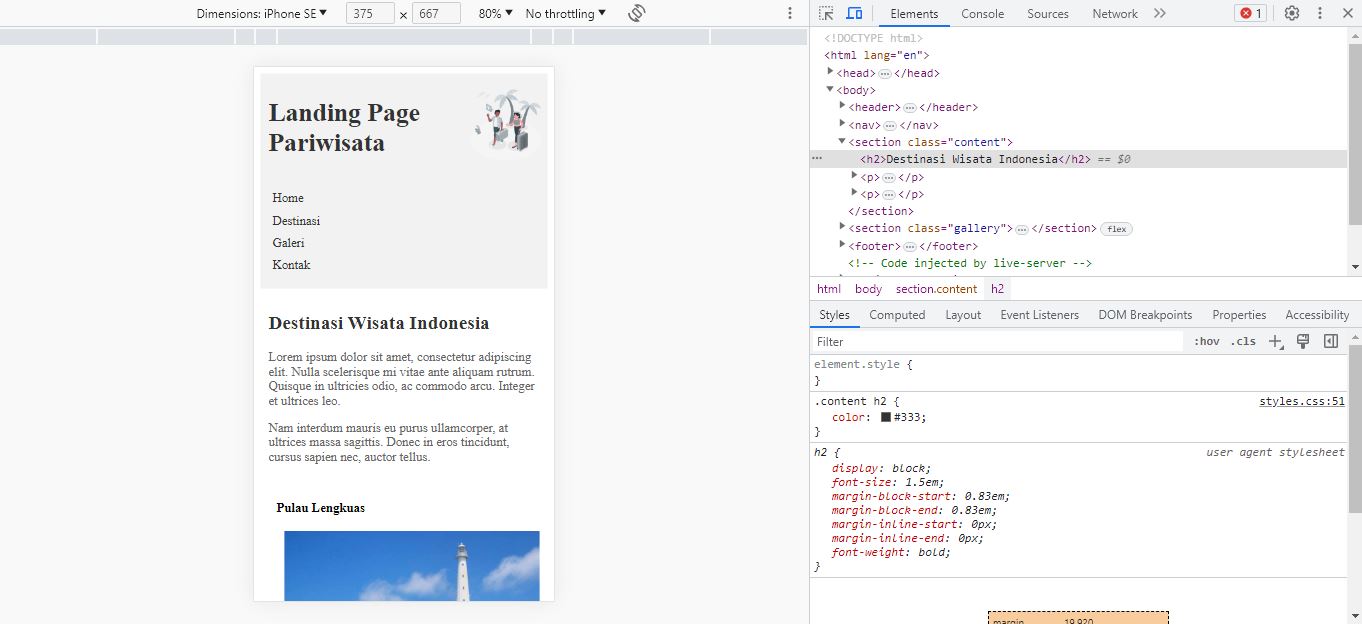 Dimensions: iPhone SE ▼ 375 × 667 80% ▼ No throttling ▼
Elements Console Sources Network » 1
Landing Page
Pariwisata
Home
Destinasi
Galeri
Kontak
Destinasi Wisata Indonesia
Lorem ipsum dolor sit amet, consectetur adipiscing
elit. Nulla scelerisque mi vitae ante aliquam rutrum.
Quisque in ultricies odio, ac commodo arcu. Integer
et ultrices leo.
Nam interdum mauris eu purus ullamcorper, at
ultrices massa sagittis. Donec in eros tincidunt,
cursus sapien nec, auctor tellus.
Pulau Lengkuas
<!DOCTYPE html>
<html lang="en">
<head>…</head>
<body>
<header>…</header>
<nav>…</nav>
<section class="content">
<h2>Destinasi Wisata Indonesia</h2> == $0
<p>…</p>
<p>…</p>
</section>
<section class="gallery">…</section> flex
<footer>…</footer>
<!-- Code injected by live-server -->
html body section.content h2
Styles Computed Layout Event Listeners DOM Breakpoints Properties Accessibility
Filter :hov .cls
element.style {
}
.content h2 { styles.css:51
color: #333;
}
h2 { user agent stylesheet
display: block;
font-size: 1.5em;
margin-block-start: 0.83em;
margin-block-end: 0.83em;
margin-inline-start: 0px;
margin-inline-end: 0px;
font-weight: bold;
}
margin 19.920